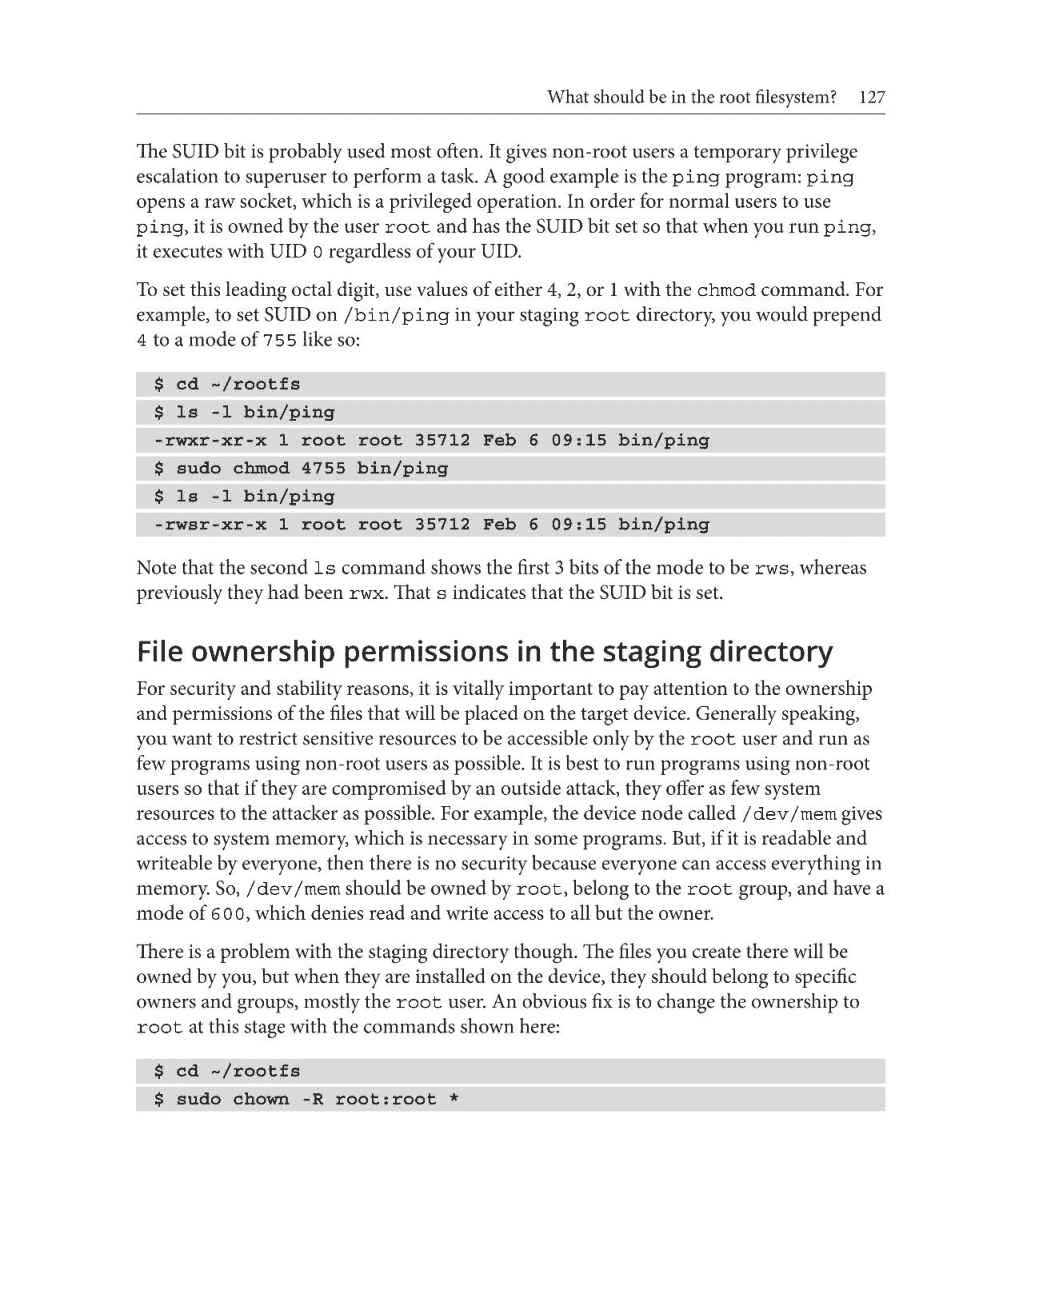 What should be in the root filesystem? 127
The SUID bit is probably used most often. It gives non-root users a temporary privilege
escalation to superuser to perform a task. A good example is the ping program: ping
opens a raw socket, which is a privileged operation. In order for normal users to use
ping, it is owned by the user root and has the SUID bit set so that when you run ping,
it executes with UID 0 regardless of your UID.
To set this leading octal digit, use values of either 4, 2, or 1 with the chmod command. For
example, to set SUID on /bin/ping in your staging root directory, you would prepend
4 to a mode of 755 like so:
$ cd ~/rootfs
$ ls -l bin/ping
-rwxr-xr-x 1 root root 35712 Feb 6 09:15 bin/ping
$ sudo chmod 4755 bin/ping
$ ls -l bin/ping
-rwsr-xr-x 1 root root 35712 Feb 6 09:15 bin/ping
Note that the second ls command shows the first 3 bits of the mode to be rws, whereas
previously they had been rwx. That s indicates that the SUID bit is set.
File ownership permissions in the staging directory
For security and stability reasons, it is vitally important to pay attention to the ownership
and permissions of the files that will be placed on the target device. Generally speaking,
you want to restrict sensitive resources to be accessible only by the root user and run as
few programs using non-root users as possible. It is best to run programs using non-root
users so that if they are compromised by an outside attack, they offer as few system
resources to the attacker as possible. For example, the device node called /dev/mem gives
access to system memory, which is necessary in some programs. But, if it is readable and
writeable by everyone, then there is no security because everyone can access everything in
memory. So, /dev/mem should be owned by root, belong to the root group, and have a
mode of 600, which denies read and write access to all but the owner.
There is a problem with the staging directory though. The files you create there will be
owned by you, but when they are installed on the device, they should belong to specific
owners and groups, mostly the root user. An obvious fix is to change the ownership to
root at this stage with the commands shown here:
$ cd ~/rootfs
$ sudo chown -R root:root *